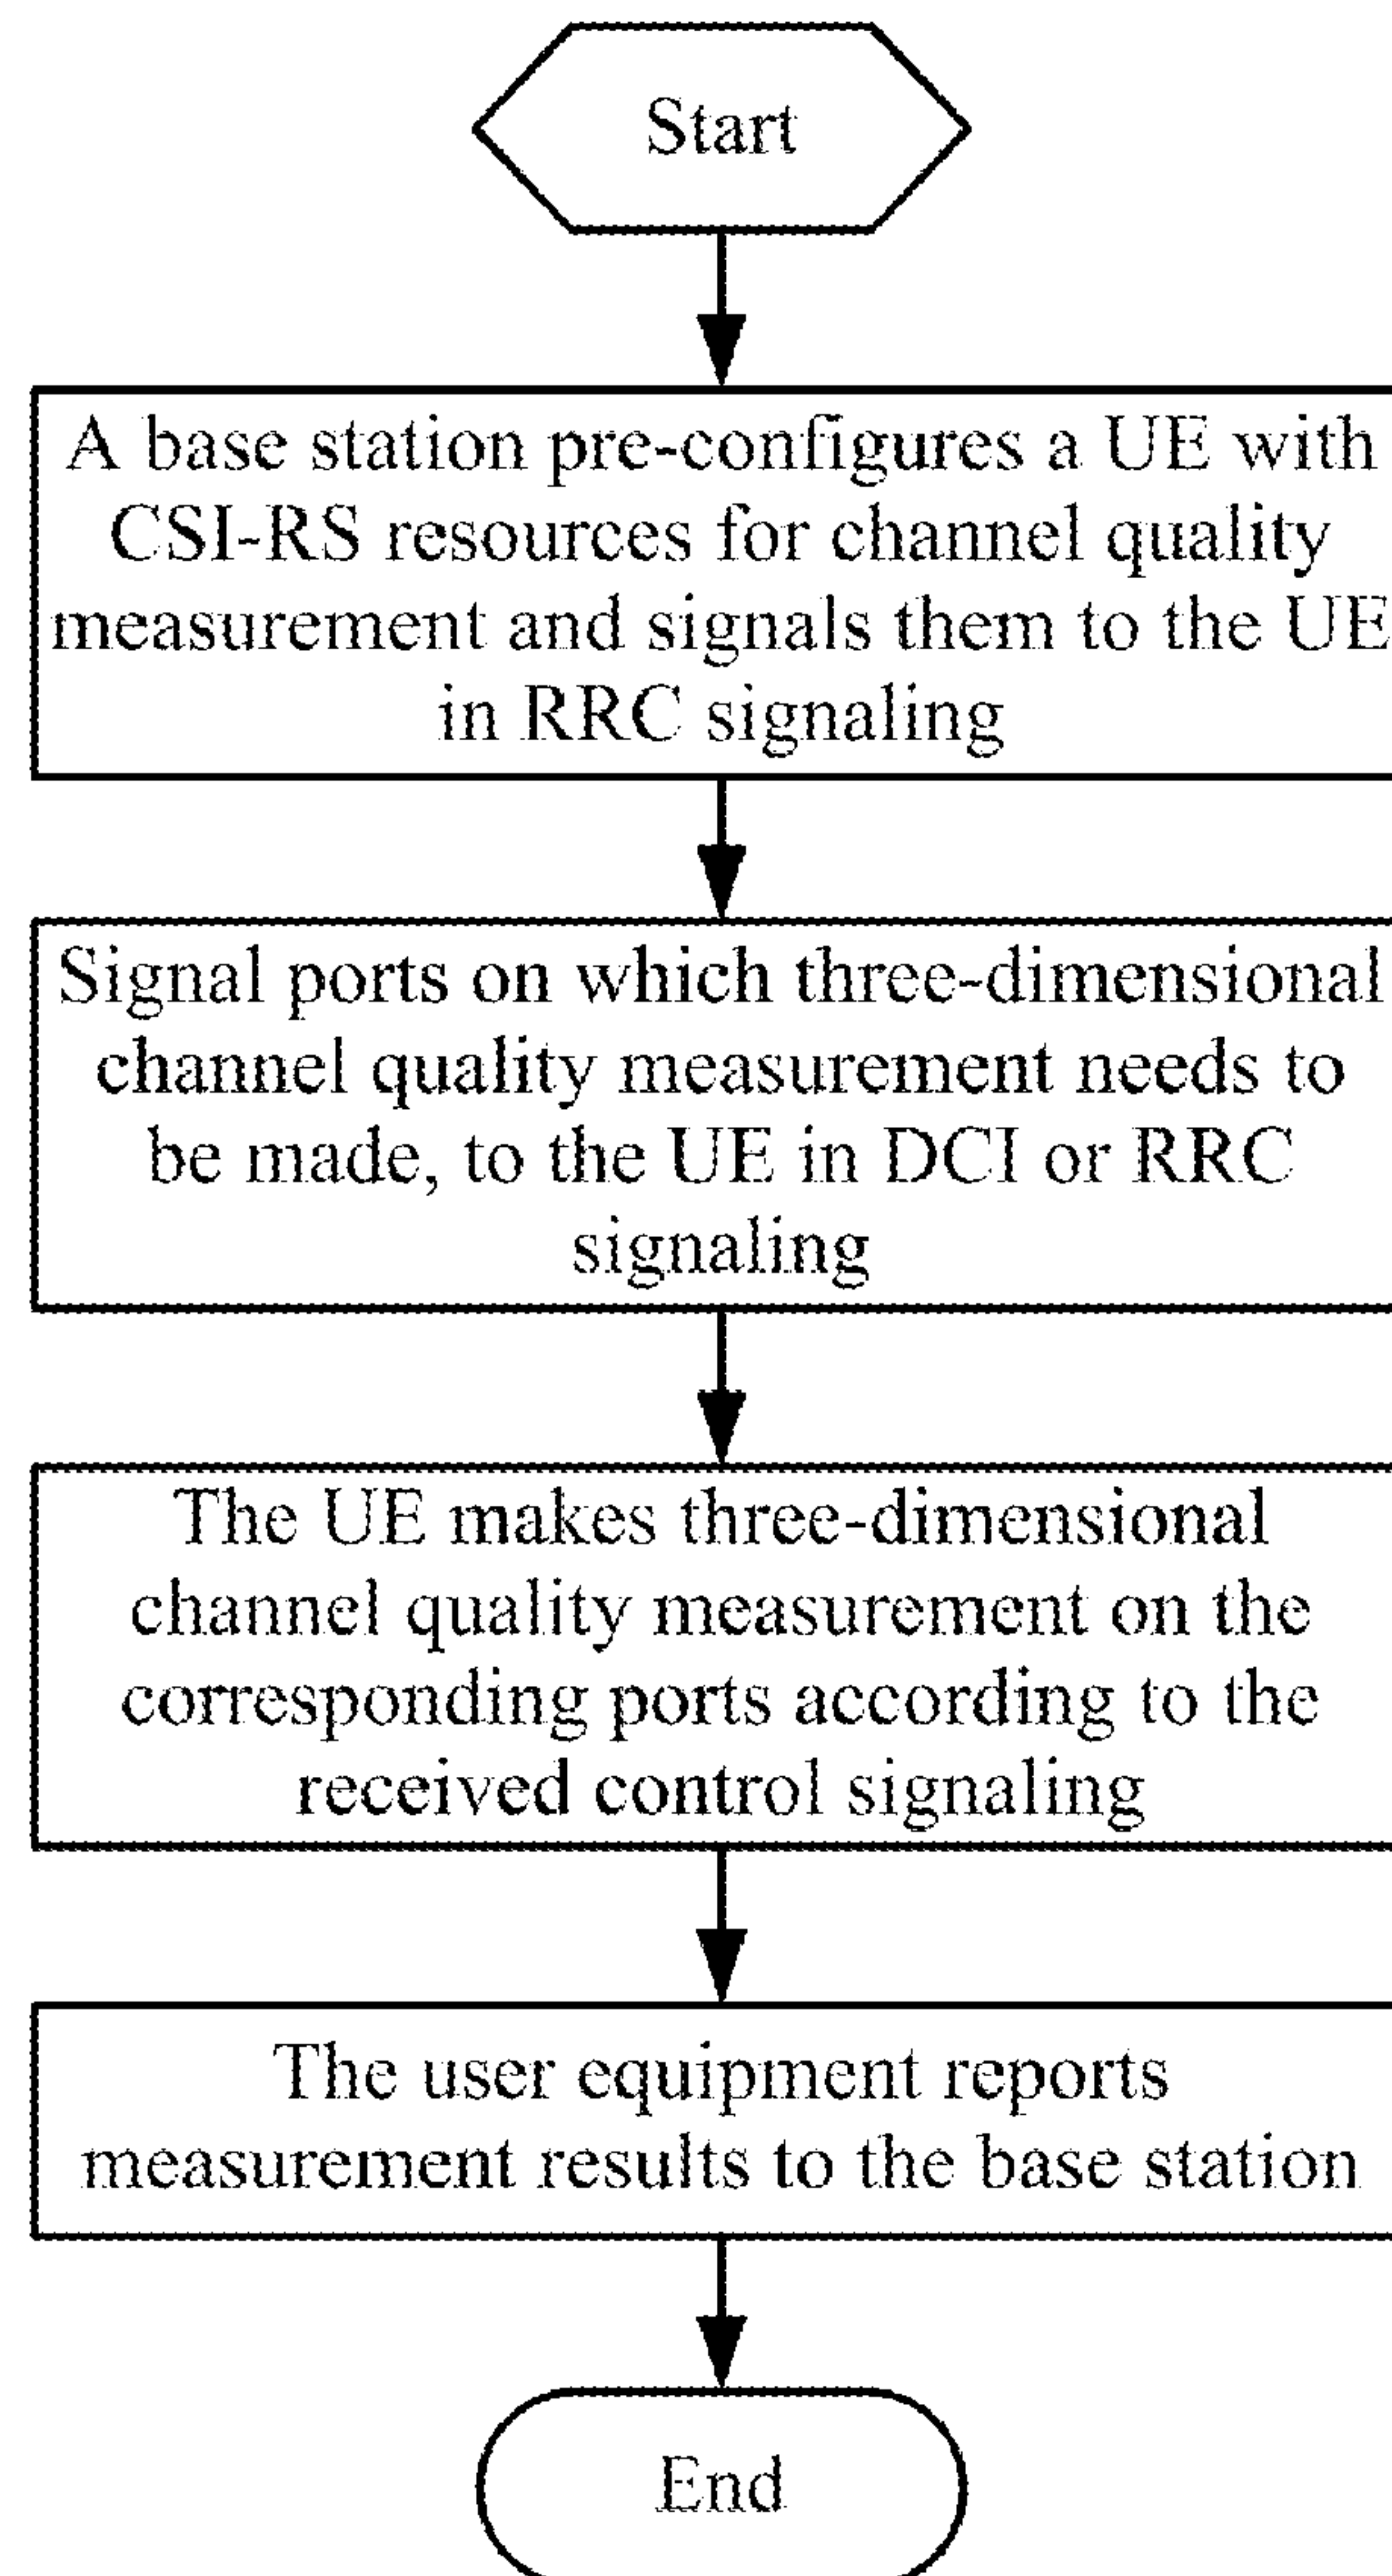 Start
A base station pre-configures a UE with
CSI-RS resources for channel quality
measurement and signals them to the UE
in RRC signaling
Signal ports on which three-dimensional
channel quality measurement needs to
be made, to the UE in DCI or RRC
signaling
The UE makes three-dimensional
channel quality measurement on the
corresponding ports according to the
received control signaling
The user equipment reports
measurement results to the base station
End